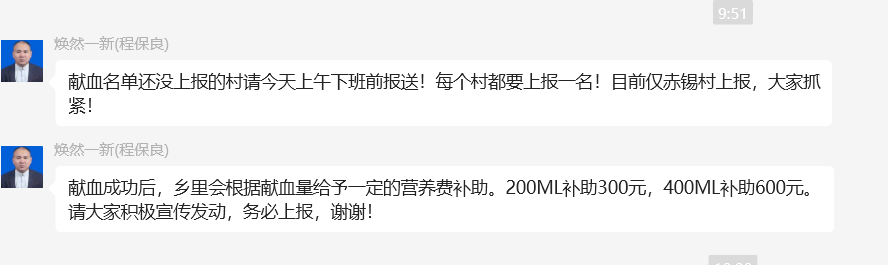 9:51
焕然一新(程保良)
献血名单还没上报的村请今天上午下班前报送！每个村都要上报一名！目前仅赤锡村上报，大家抓
紧！
焕然一新(程保良)
献血成功后，乡里会根据献血量给予一定的营养费补助。200ML补助300元，400ML补助600元。
请大家积极宣传发动，务必上报，谢谢！